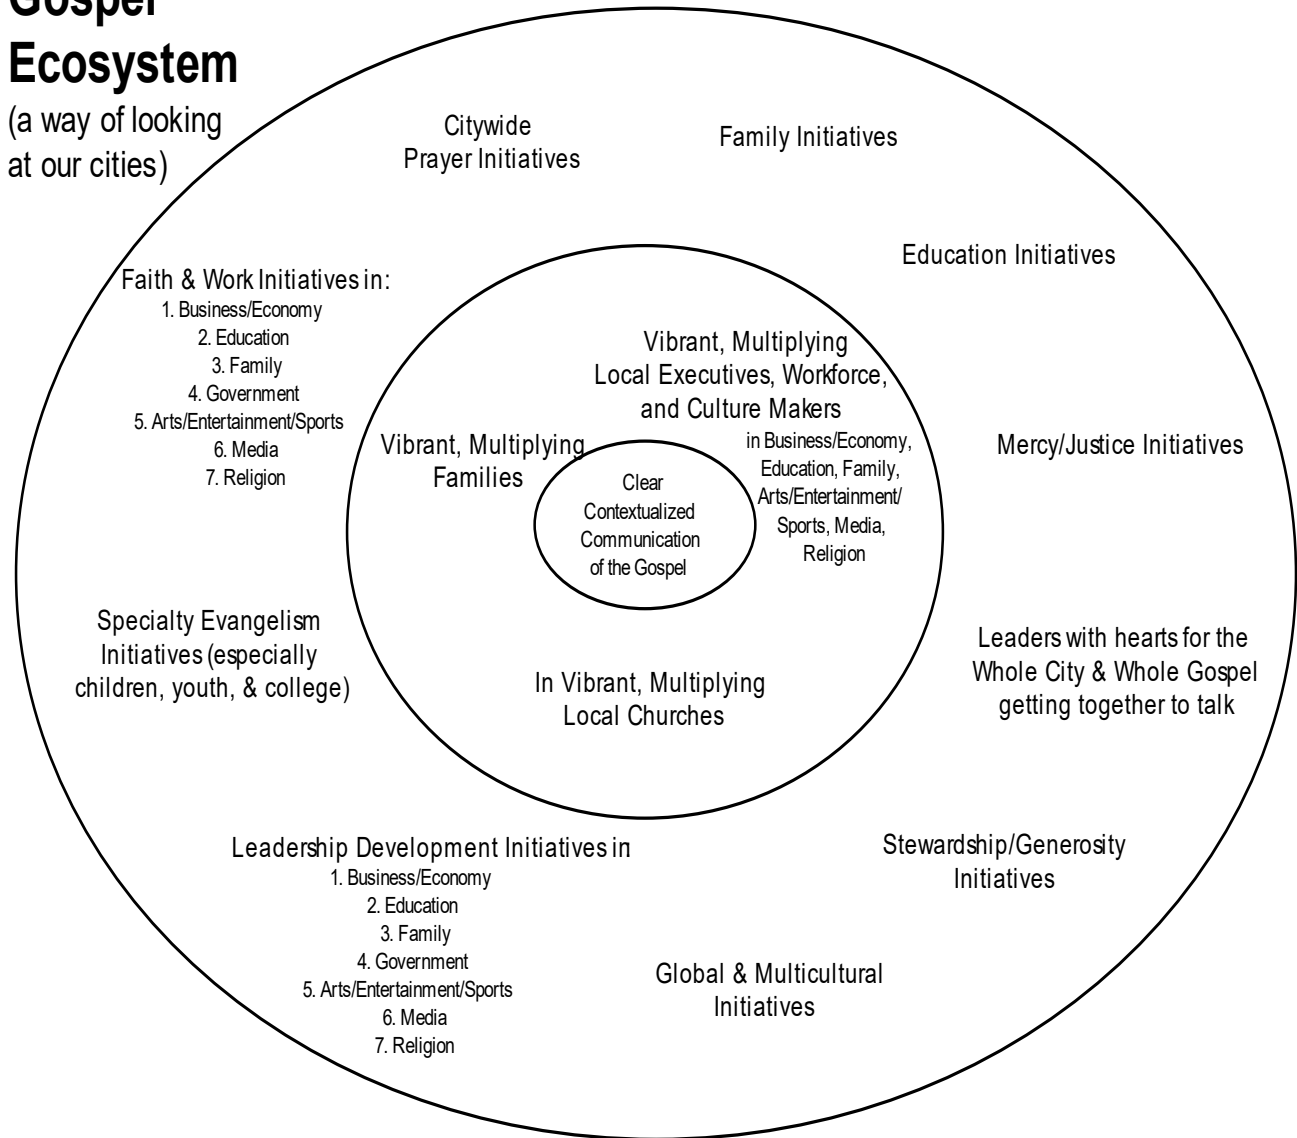 Gospel
Ecosystem
(a way of looking
at our cities)
Citywide
Prayer Initiatives
Family Initiatives
Education Initiatives
Faith & Work Initiatives in:
1. Business/Economy
2. Education
3. Family
4. Government
5. Arts/Entertainment/Sports
6. Media
7. Religion
Vibrant, Multiplying
Local Executives, Workforce,
and Culture Makers
in Business/Economy,
Education, Family,
Arts/Entertainment/
Sports, Media,
Religion
Vibrant, Multiplying
Families
Clear
Contextualized
Communication
of the Gospel
Mercy/Justice Initiatives
Specialty Evangelism
Initiatives (especially
children, youth, & college)
In Vibrant, Multiplying
Local Churches
Leaders with hearts for the
Whole City & Whole Gospel
getting together to talk
Leadership Development Initiatives in
1. Business/Economy
2. Education
3. Family
4. Government
5. Arts/Entertainment/Sports
6. Media
7. Religion
Stewardship/Generosity
Initiatives
Global & Multicultural
Initiatives